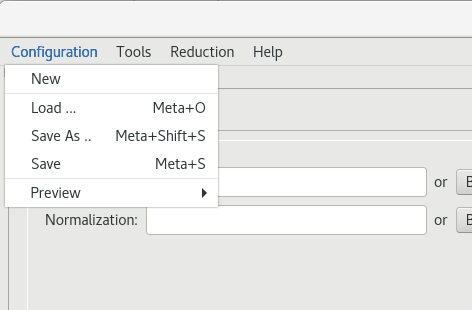 Configuration Tools Reduction Help
New
Load ... Meta+O
Save As .. Meta+Shift+S
Save Meta+S
Preview
or
Normalization: or